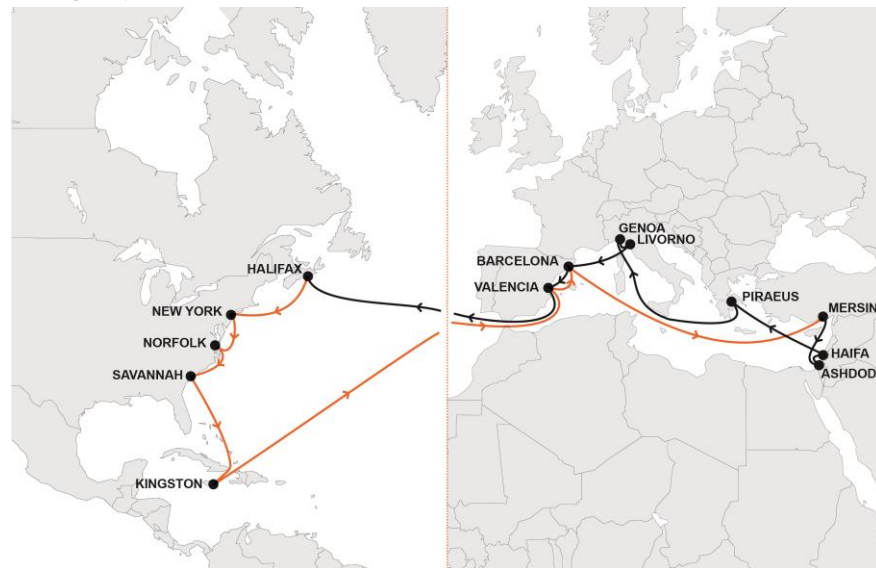 GENOA
LIVORNO
BARCELONA
HALIFAX
VALENCIA
PIRAEUS
NEW YORK
MERSIN
NORFOLK
HAIFA
ASHDOD
SAVANNAH
KINGSTON